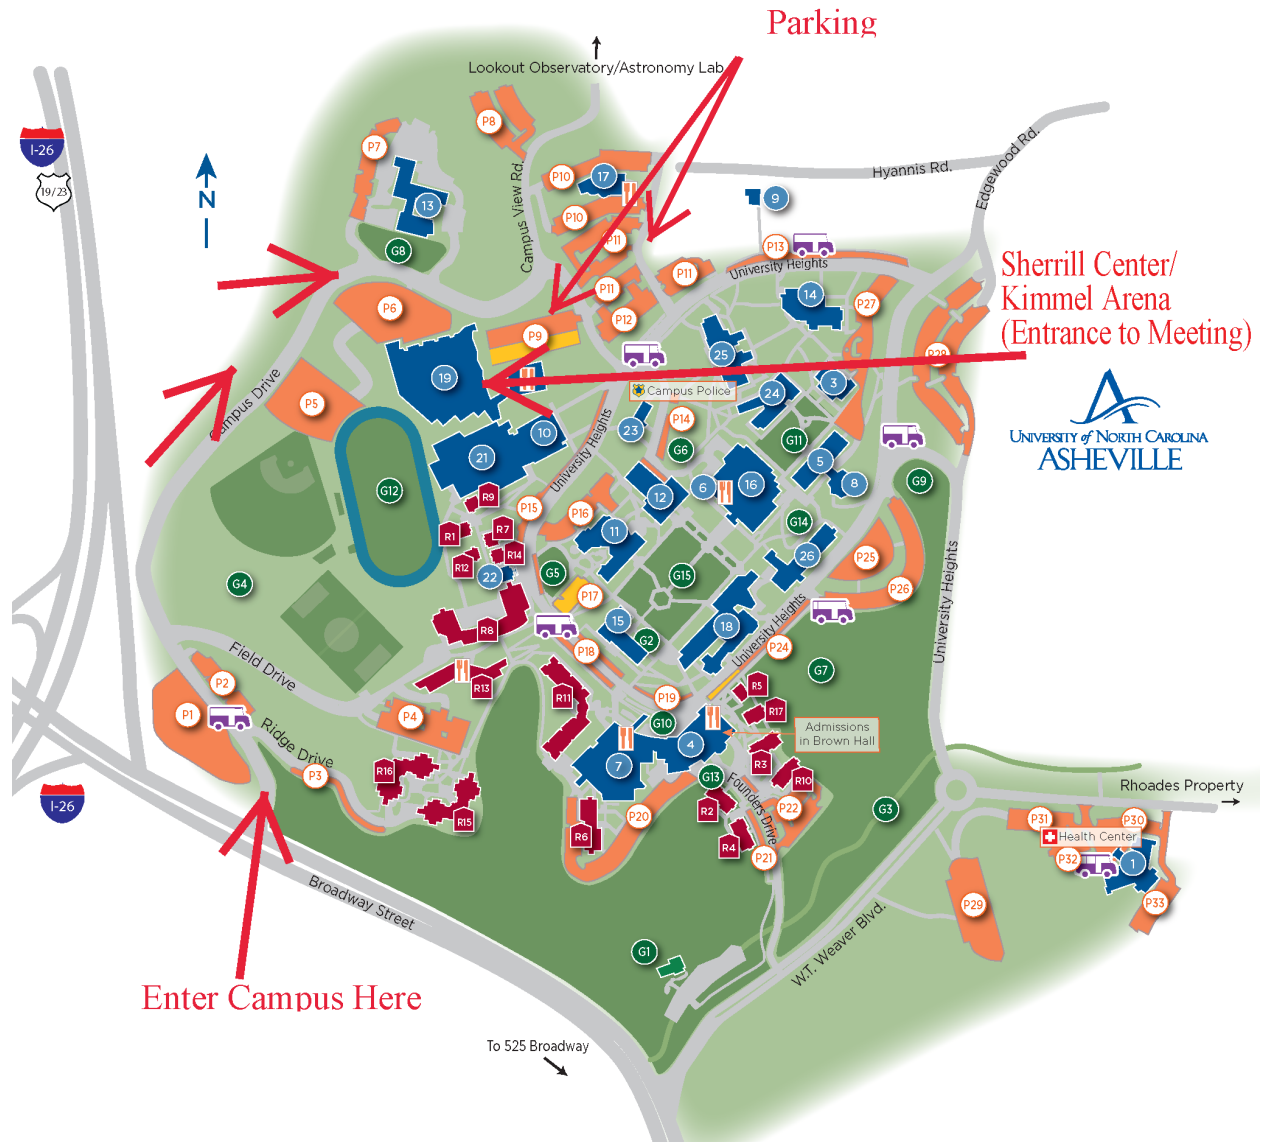 Parking
Lookout Observatory/Astronomy Lab
I-26
19/23
N
P8
P7
13
G8
Campus View Rd.
P10
17
P10
P11
Hyannis Rd.
Edgewood Rd.
9
P13
University Heights
P11
P11
P12
14
P27
Sherrill Center/
Kimmel Arena
(Entrance to Meeting)
P6
P9
25
P28
19
Campus Police
24
3
Campus Drive
P5
University Heights
23
P14
G6
G11
10
21
5
8
G9
UNIVERSITY of NORTH CAROLINA
ASHEVILLE
G12
R9
P15
P16
12
6
16
G14
R1
R7
R14
R12
22
11
26
P25
P26
G4
G5
P17
G15
University Heights
R8
15
G2
18
University Heights
P24
G7
P18
Field Drive
P2
P1
R13
R11
P19
R5
R17
G10
P4
Ridge Drive
P3
R16
R15
7
4
Admissions
in Brown Hall
R3
R10
G13
Founders Drive
R2
P22
R4
P21
P20
R6
G3
I-26
Rhoades Property
P31
P30
Health Center
P32
1
P33
P29
Broadway Street
G1
W.T. Weaver Blvd.
Enter Campus Here
To 525 Broadway